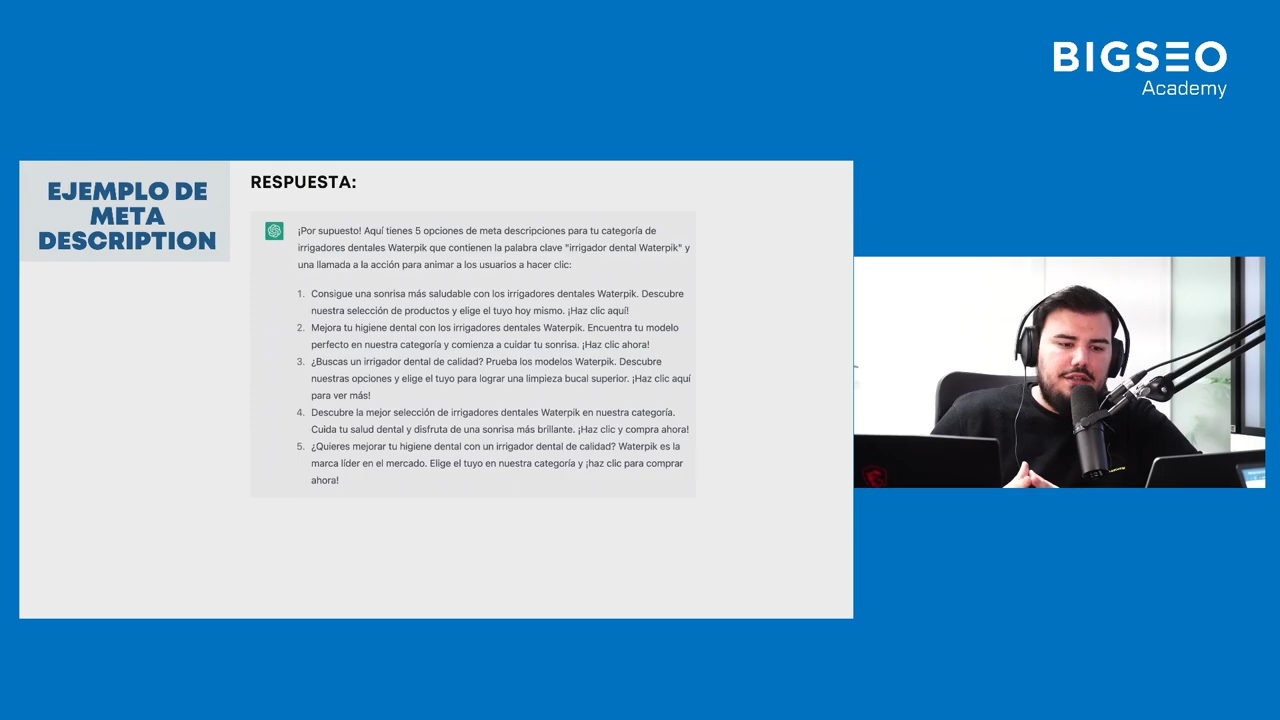 BIGSEO
Academy
EJEMPLO DE
META
DESCRIPTION
RESPUESTA:
¡Por supuesto! Aquí tienes 5 opciones de meta descripciones para tu categoría de
irrigadores dentales Waterpik que contienen la palabra clave "irrigador dental Waterpik" y
una llamada a la acción para animar a los usuarios a hacer clic:
1. Consigue una sonrisa más saludable con los irrigadores dentales Waterpik. Descubre
nuestra selección de productos y elige el tuyo hoy mismo. ¡Haz clic aquí!
2. Mejora tu higiene dental con los irrigadores dentales Waterpik. Encuentra tu modelo
perfecto en nuestra categoría y comienza a cuidar tu sonrisa. ¡Haz clic ahora!
3. ¿Buscas un irrigador dental de calidad? Prueba los modelos Waterpik. Descubre
nuestras opciones y elige el tuyo para lograr una limpieza bucal superior. ¡Haz clic aquí
para ver más!
4. Descubre la mejor selección de irrigadores dentales Waterpik en nuestra categoría.
Cuida tu salud dental y disfruta de una sonrisa más brillante. ¡Haz clic y compra ahora!
5. ¿Quieres mejorar tu higiene dental con un irrigador dental de calidad? Waterpik es la
marca líder en el mercado. Elige el tuyo en nuestra categoría y ¡haz clic para comprar
ahora!